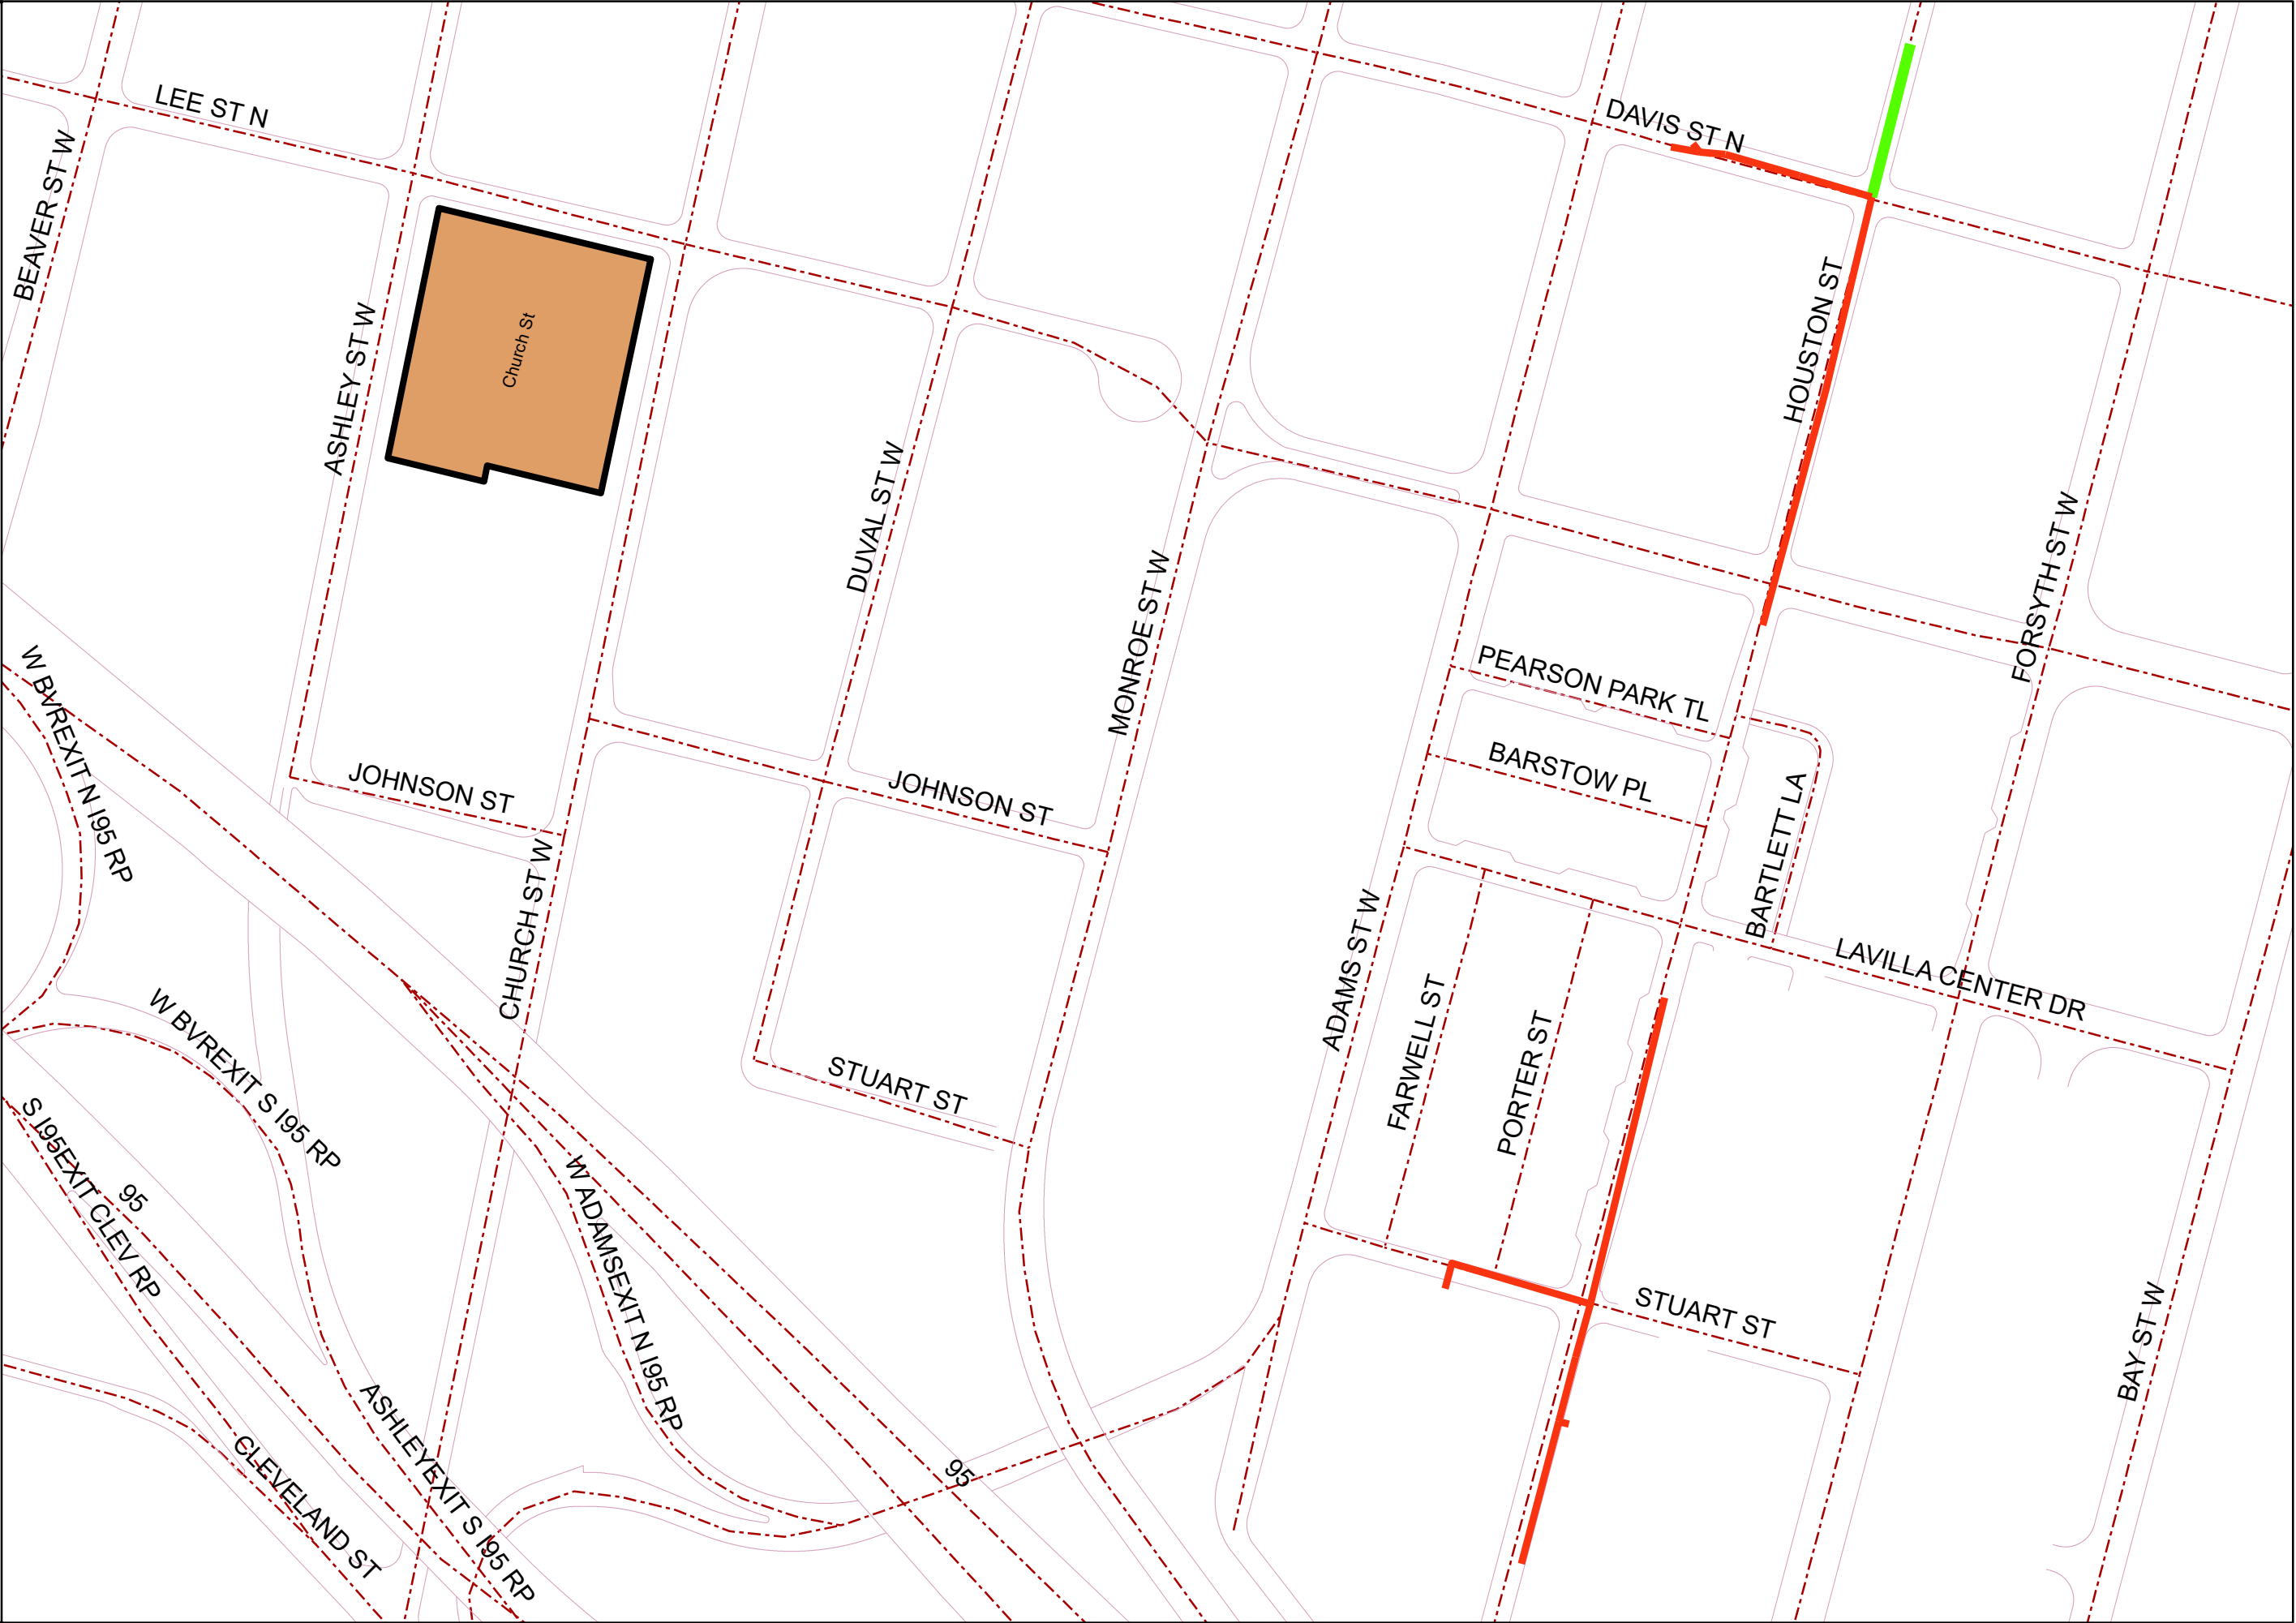 LEE ST N
DAVIS ST N
BEAVER ST W
ASHLEY ST W
Church St
HOUSTON ST
DUVAL ST W
MONROE ST W
FORSYTH ST W
W BVREXIT N I95 RP
PEARSON PARK TL
BARSTOW PL
BARTLETT LA
JOHNSON ST
JOHNSON ST
CHURCH ST W
ADAMS ST W
LAVILLA CENTER DR
FARWELL ST
PORTER ST
W BVREXIT S I95 RP
STUART ST
S I95EXIT CLEV RP
95
W ADAMSEXIT N I95 RP
STUART ST
BAY ST W
ASHLEYEXIT S I95 RP
CLEVELAND ST
95